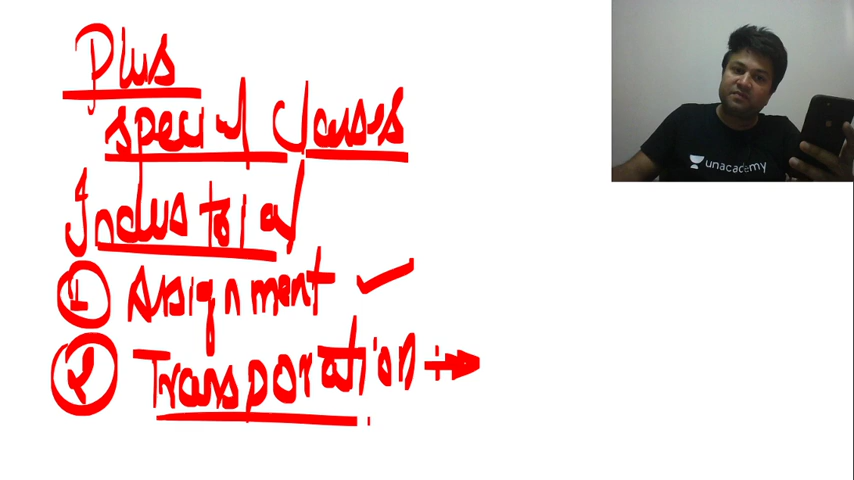 Plus
special classes
Industrial
1 Assignment ✓
2 Transportation →
unacademy